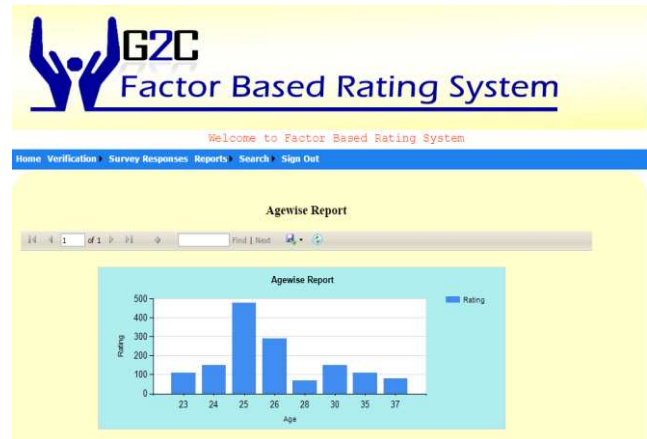 G2C
Factor Based Rating System
Welcome to Factor Based Rating System
Home Verification Survey Responses Reports Search Sign Out
Agewise Report
1 of 1 Find | Next
Agewise Report
500
400
300
200
100
0
Rating
23 24 25 26 28 30 35 37
Age
Rating